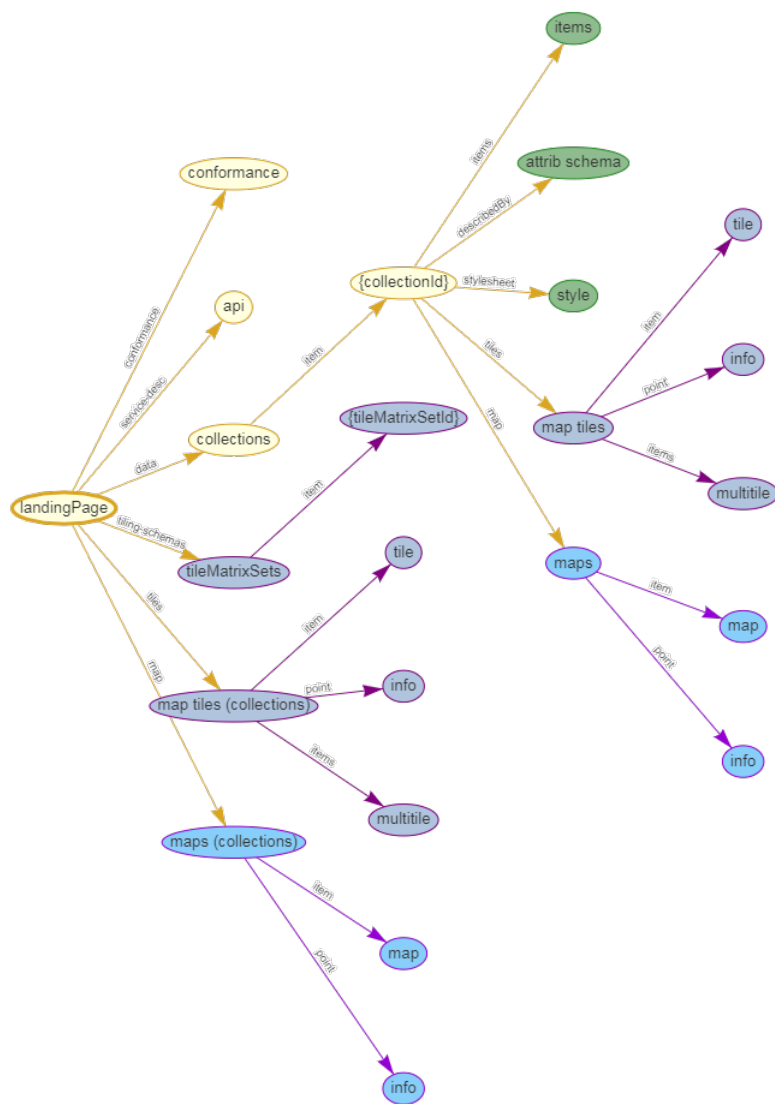 items
items
conformance
attrib schema
describedBy
tile
{collectionId}
stylesheet
style
api
conformance
service-desc
item
tiles
item
info
point
map
map tiles
{tileMatrixSetId}
collections
data
items
multitile
item
landingPage
tiling-schemas
tileMatrixSets
tile
maps
item
map
point
tiles
item
map
info
point
map tiles (collections)
items
info
multitile
maps (collections)
item
map
point
info